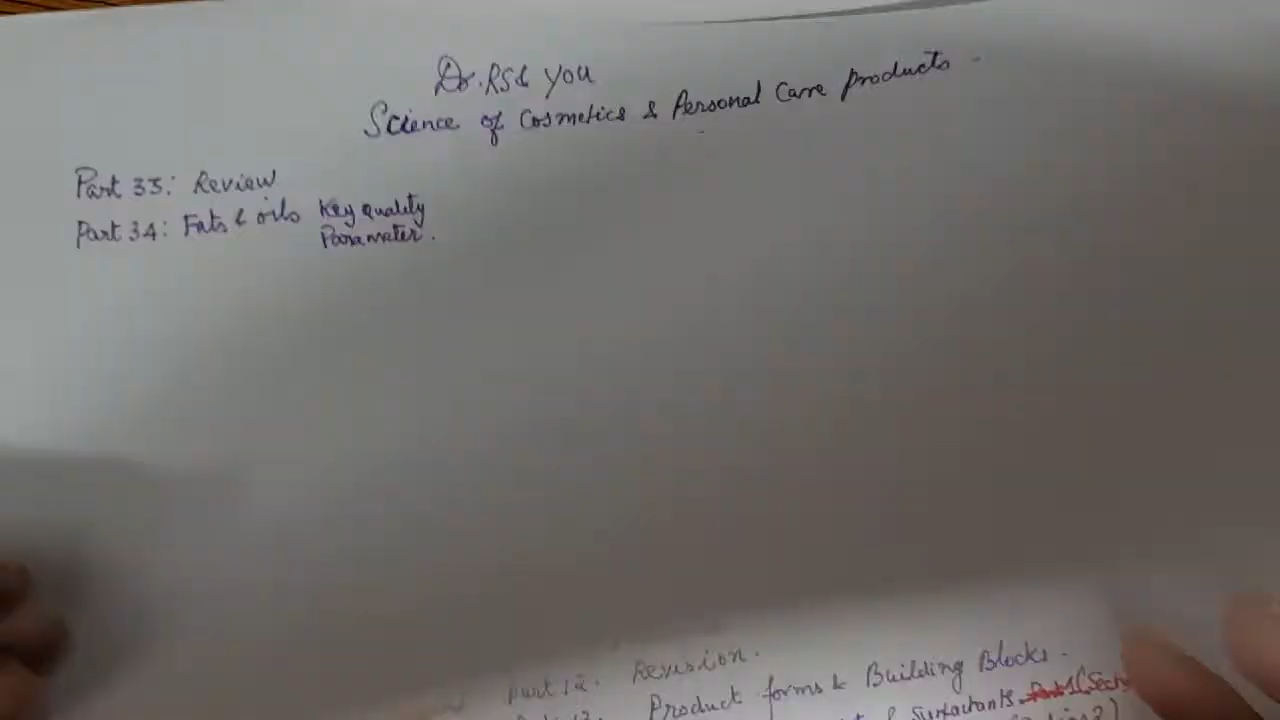 Dr. RS & YOU
Science of Cosmetics & Personal Care products -
Part 33: Review
Part 34: Fats & oils Key quality
Parameter.
Part 12. Revision.
Product forms & Building Blocks.
& Surfactants